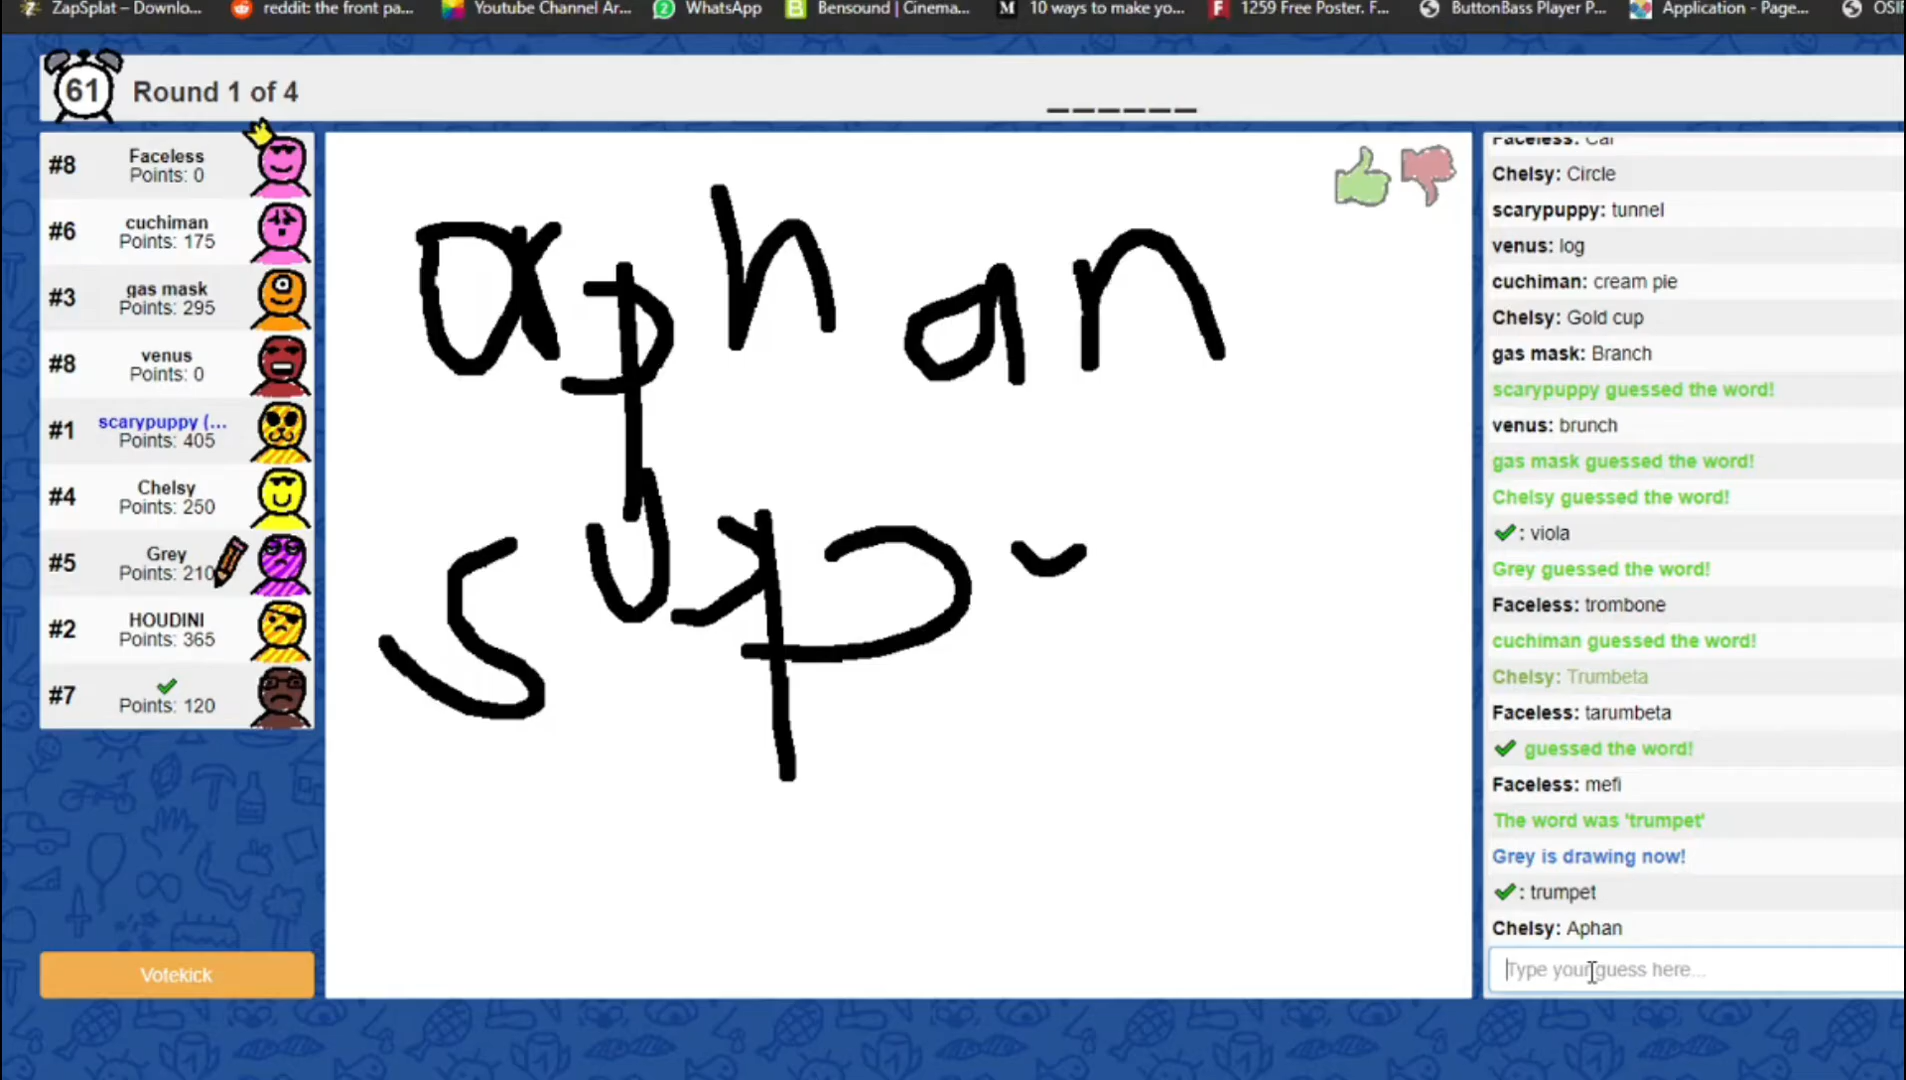 ZapSplat – Downlo... reddit: the front pa... Youtube Channel Ar... WhatsApp Bensound | Cinema... 10 ways to make yo... 1259 Free Poster. F... ButtonBass Player P... Application - Page... OSIF
61 Round 1 of 4 ______
#8 Faceless
Points: 0
#6 cuchiman
Points: 175
#3 gas mask
Points: 295
#8 venus
Points: 0
#1 scarypuppy (...
Points: 405
#4 Chelsy
Points: 250
#5 Grey
Points: 210
#2 HOUDINI
Points: 365
#7
Points: 120
Votekick
aphan
sup
Faceless: Car
Chelsy: Circle
scarypuppy: tunnel
venus: log
cuchiman: cream pie
Chelsy: Gold cup
gas mask: Branch
scarypuppy guessed the word!
venus: brunch
gas mask guessed the word!
Chelsy guessed the word!
✔: viola
Grey guessed the word!
Faceless: trombone
cuchiman guessed the word!
Chelsy: Trumbeta
Faceless: tarumbeta
✔ guessed the word!
Faceless: mefi
The word was 'trumpet'
Grey is drawing now!
✔: trumpet
Chelsy: Aphan
Type your guess here...